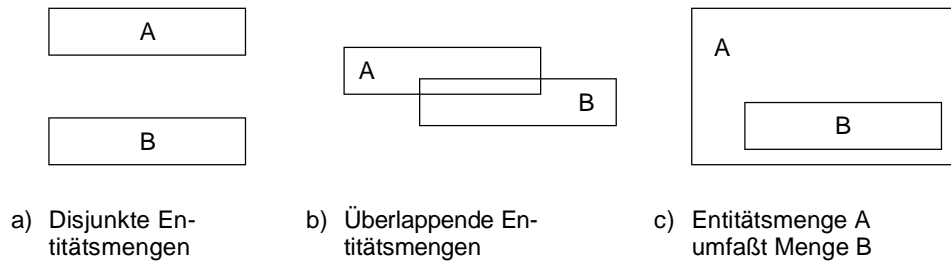 A
B
A
B
A
B
a) Disjunkte En-
titätsmengen
b) Überlappende En-
titätsmengen
c) Entitätsmenge A
umfaßt Menge B